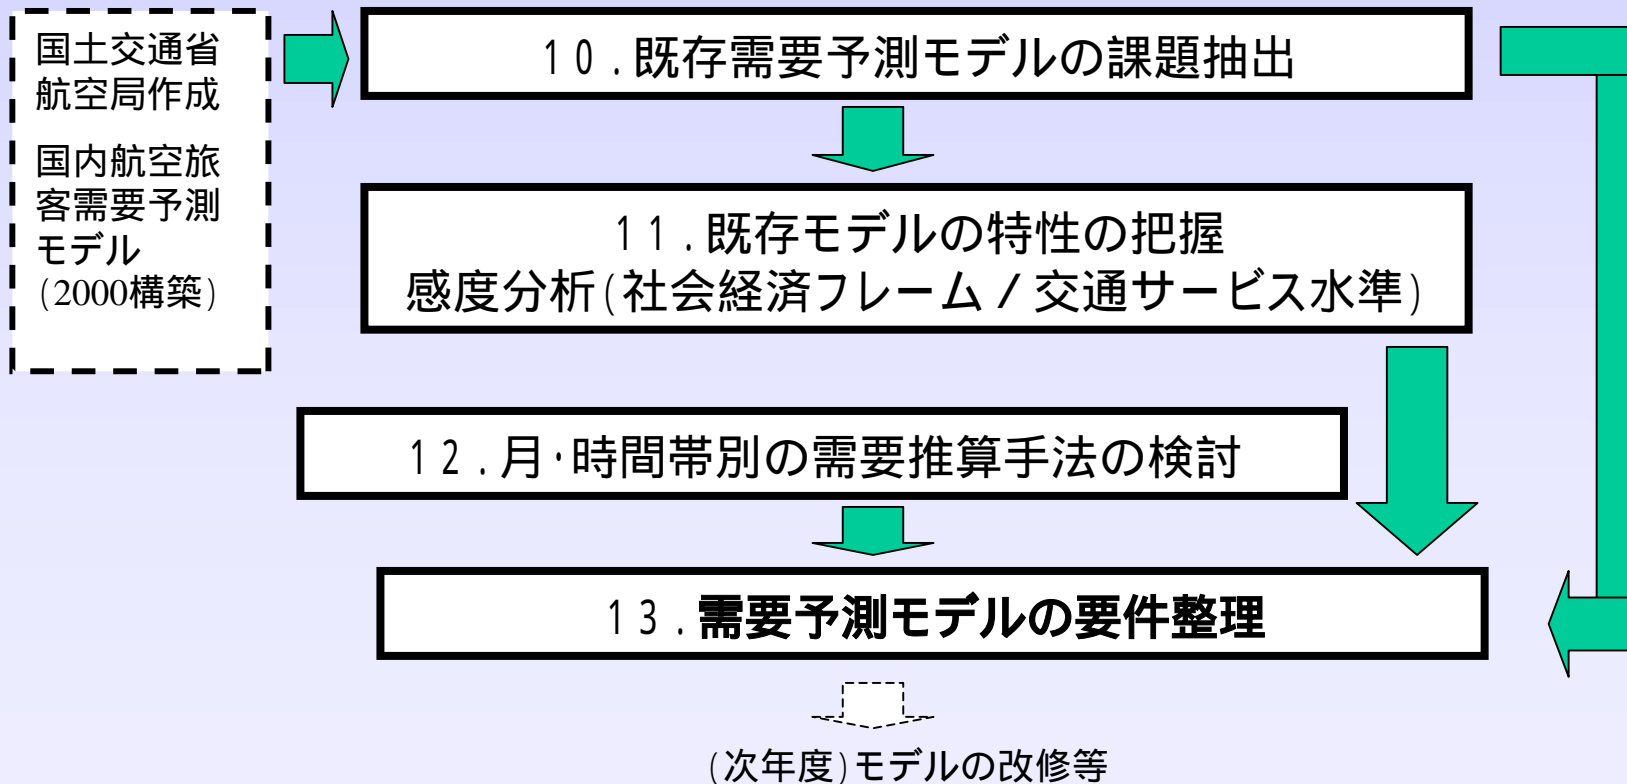 国土交通省
航空局作成
国内航空旅
客需要予測
モデル
(2000構築)
10.既存需要予測モデルの課題抽出
11.既存モデルの特性の把握
感度分析(社会経済フレーム／交通サービス水準)
12.月・時間帯別の需要推算手法の検討
13.需要予測モデルの要件整理
(次年度)モデルの改修等